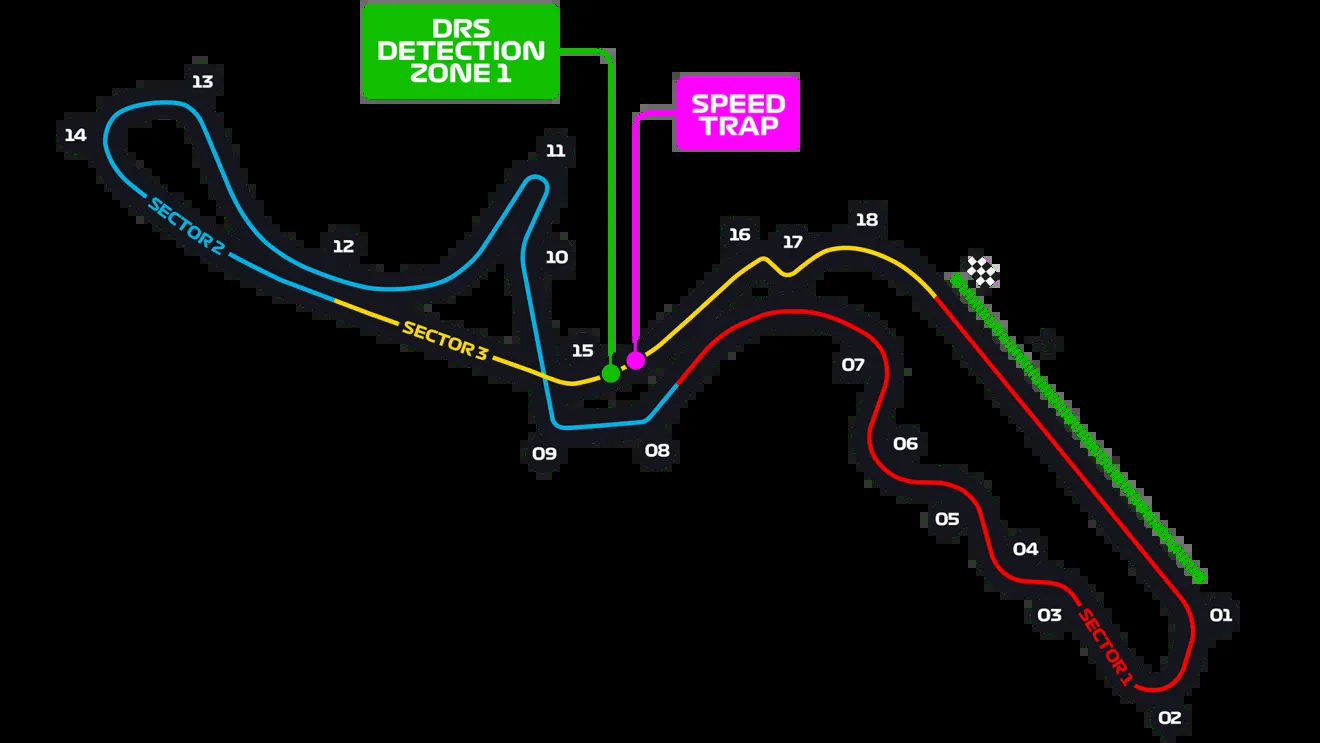 DRS
DETECTION
ZONE 1
SPEED
TRAP
13
14
11
12
10
SECTOR 2
SECTOR 3
15
16
17
18
09
08
07
06
05
04
03
SECTOR 1
01
02